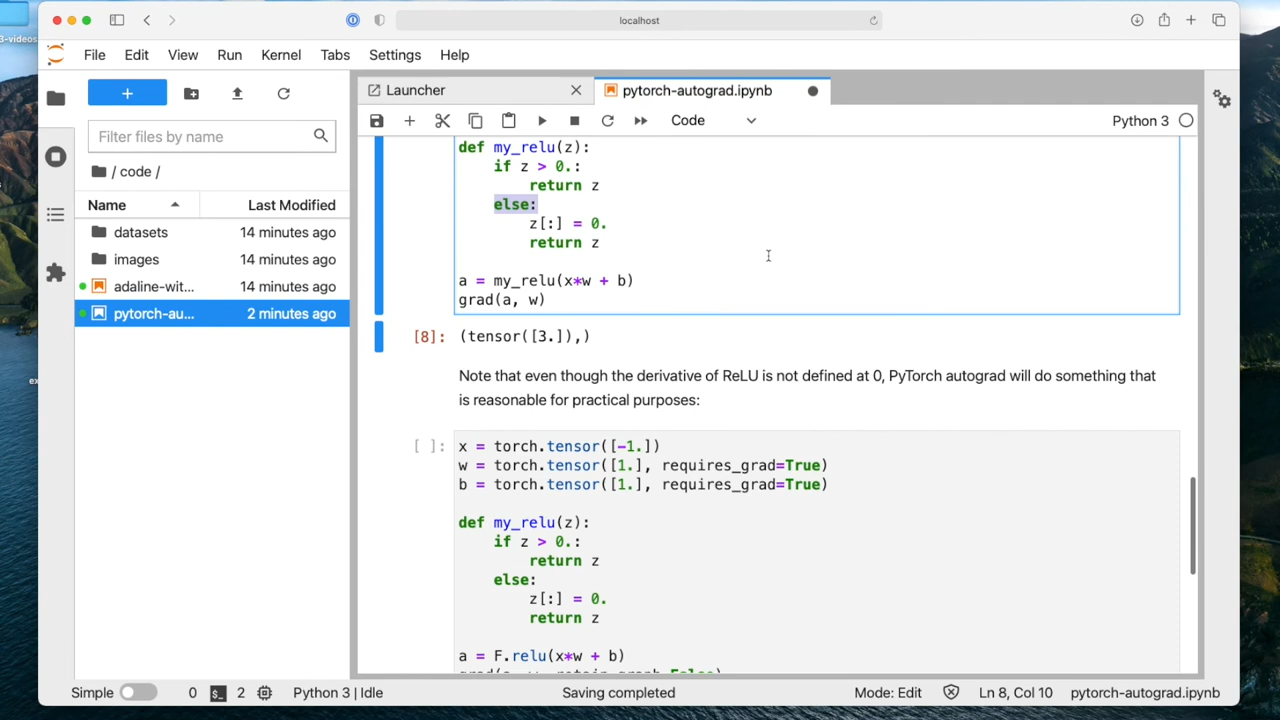 3-videos
localhost
File Edit View Run Kernel Tabs Settings Help
Launcher
pytorch-autograd.ipynb
Filter files by name
Code
Python 3
/ code /
Name Last Modified
datasets 14 minutes ago
images 14 minutes ago
adaline-wit... 14 minutes ago
pytorch-au... 2 minutes ago
ex
def my_relu(z):
if z > 0.:
return z
else:
z[:] = 0.
return z
a = my_relu(x*w + b)
grad(a, w)
[8]: (tensor([3.]),)
Note that even though the derivative of ReLU is not defined at 0, PyTorch autograd will do something that
is reasonable for practical purposes:
[ ]: x = torch.tensor([-1.])
w = torch.tensor([1.], requires_grad=True)
b = torch.tensor([1.], requires_grad=True)
def my_relu(z):
if z > 0.:
return z
else:
z[:] = 0.
return z
a = F.relu(x*w + b)
Simple 0 $_ 2 Python 3 | Idle Saving completed Mode: Edit Ln 8, Col 10 pytorch-autograd.ipynb